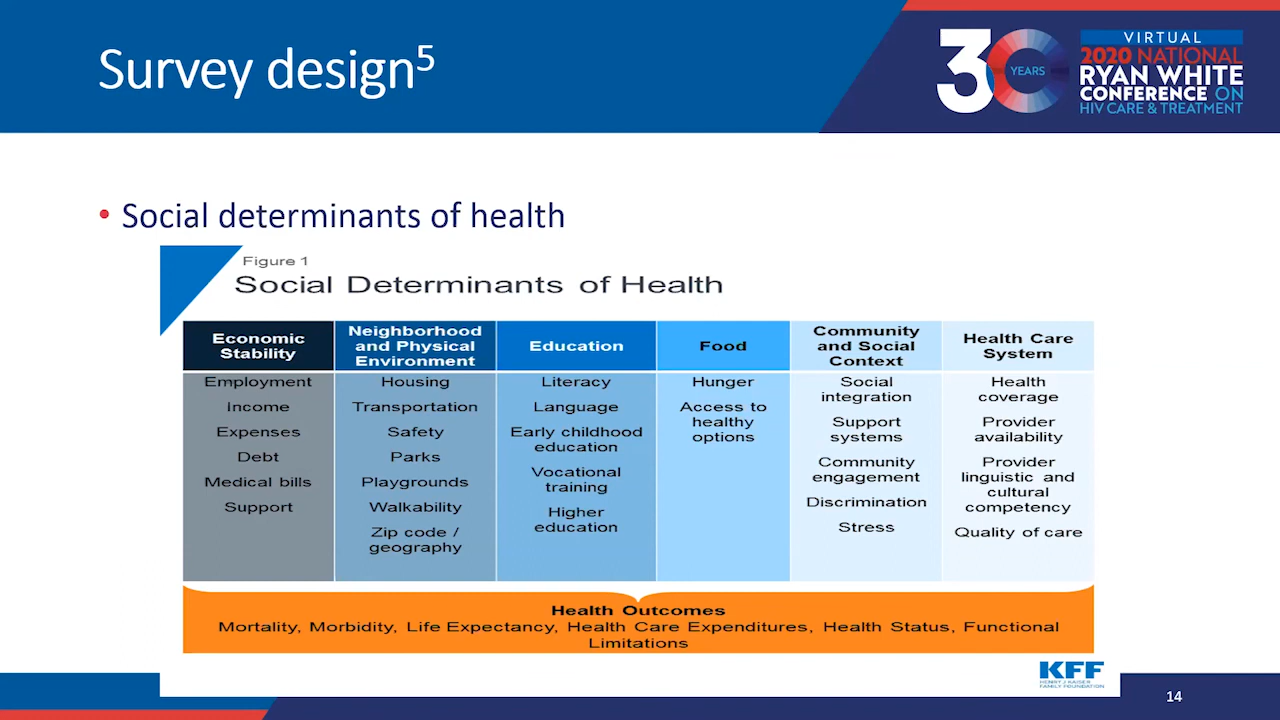 Survey design5
30
YEARS
VIRTUAL
2020 NATIONAL
RYAN WHITE
CONFERENCE ON
HIV CARE & TREATMENT
• Social determinants of health
Figure 1
Social Determinants of Health
Economic
Stability
Employment
Income
Expenses
Debt
Medical bills
Support
Neighborhood
and Physical
Environment
Housing
Transportation
Safety
Parks
Playgrounds
Walkability
Zip code /
geography
Education
Literacy
Language
Early childhood
education
Vocational
training
Higher
education
Food
Hunger
Access to
healthy
options
Community
and Social
Context
Social
integration
Support
systems
Community
engagement
Discrimination
Stress
Health Care
System
Health
coverage
Provider
availability
Provider
linguistic and
cultural
competency
Quality of care
Health Outcomes
Mortality, Morbidity, Life Expectancy, Health Care Expenditures, Health Status, Functional
Limitations
KFF
HENRY J KAISER
FAMILY FOUNDATION
14